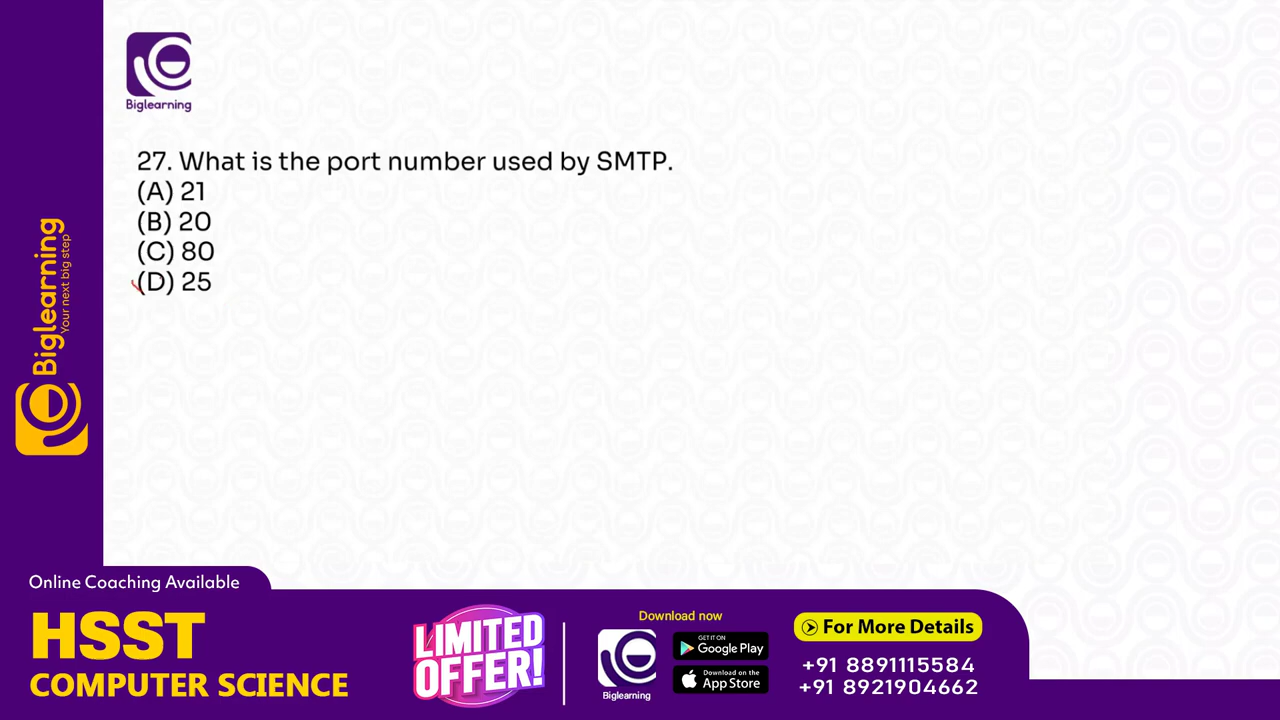 Biglearning
27. What is the port number used by SMTP.
(A) 21
(B) 20
(C) 80
(D) 25
Biglearning
Your next big step
Online Coaching Available
HSST
COMPUTER SCIENCE
LIMITED
OFFER!
Download now
Biglearning
GET IT ON
Google Play
Download on the
App Store
For More Details
+91 8891115584
+91 8921904662